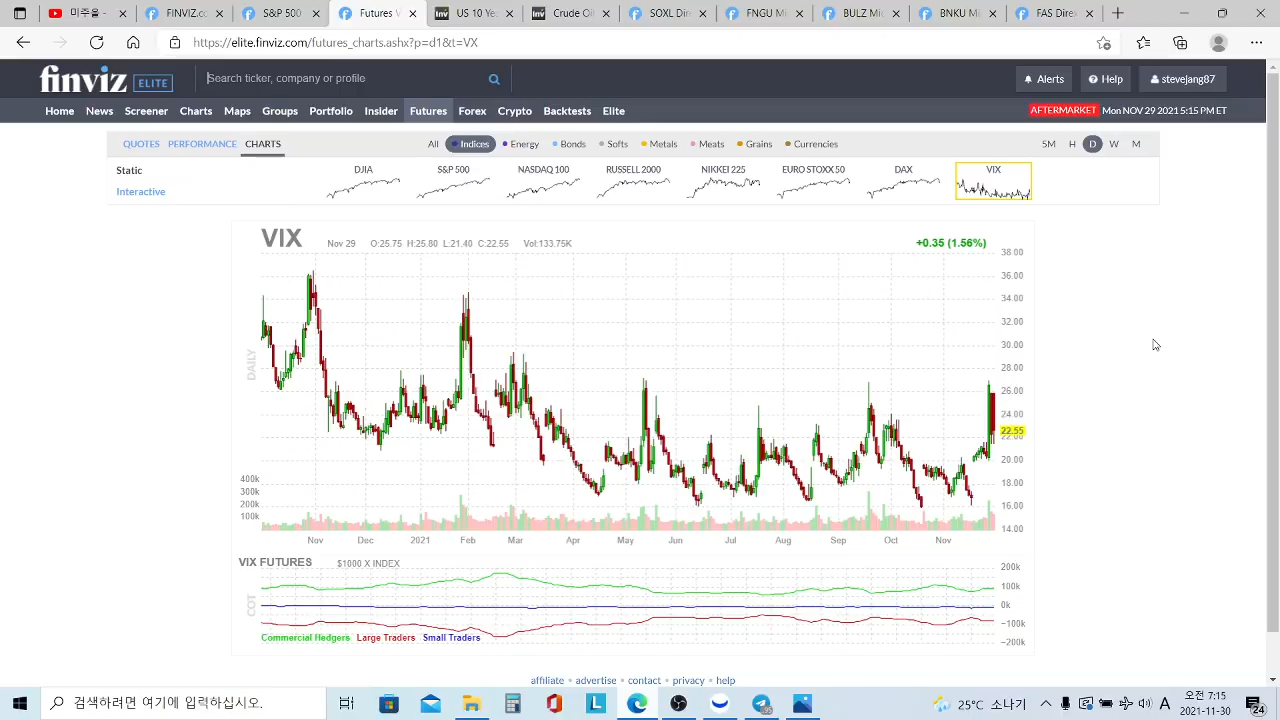 [주의!
Futures V
US 10 Ye
Crude Oil
SOXL Dir
BULZ Mic
BNKU Mi
TZA Dire
https://elite.finviz.com/futures_charts.ashx?p=d1&t=VX
finviz ELITE Search ticker, company or profile Alerts Help stevejang87
Home News Screener Charts Maps Groups Portfolio Insider Futures Forex Crypto Backtests Elite AFTERMARKET Mon NOV 29 2021 5:15 PM ET
QUOTES PERFORMANCE CHARTS All Indices Energy Bonds Softs Metals Meats Grains Currencies 5M H D W M
Static
Interactive
DJIA S&P 500 NASDAQ 100 RUSSELL 2000 NIKKEI 225 EURO STOXX 50 DAX VIX
VIX Nov 29 O:25.75 H:25.80 L:21.40 C:22.55 Vol:133.75K +0.35 (1.56%)
38.00
36.00
34.00
32.00
30.00
DAILY
28.00
26.00
24.00
22.55
22.00
20.00
400k 18.00
300k
200k 16.00
100k
14.00
Nov Dec 2021 Feb Mar Apr May Jun Jul Aug Sep Oct Nov
VIX FUTURES $1000 X INDEX
200k
100k
COT
0k
−100k
−200k
Commercial Hedgers Large Traders Small Traders
affiliate • advertise • contact • privacy • help
검색하려면 여기에 입력하십시오.
25°C 소나기
A
오전 7:15
2021-11-30
24